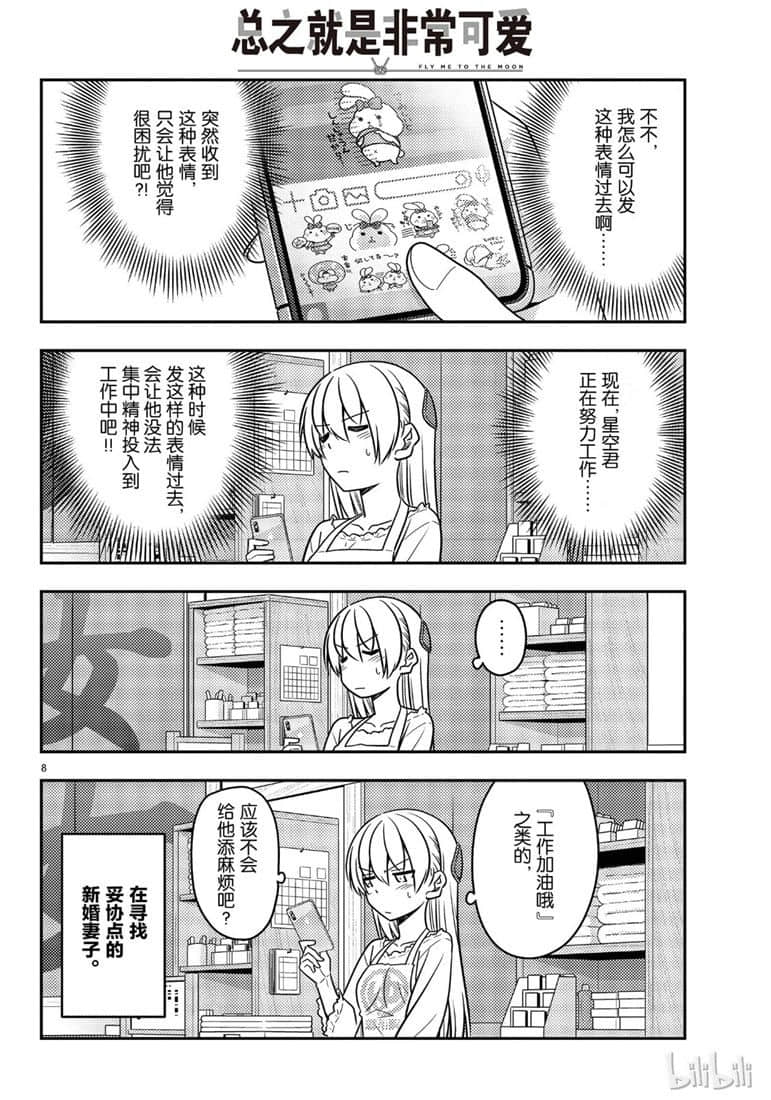 总之就是非常可爱
FLY ME TO THE MOON
不不，
我怎么可以发
这种表情过去啊……
突然收到
这种表情，
只会让他觉得
很困扰吧？！
现在，星空君
正在努力工作……
这种时候
发这样的表情过去，
会让他没法
集中精神投入到
工作中吧！！
……
8
『工作加油哦』
之类的，
应该不会
给他添麻烦吧？
在寻找
妥协点的
新婚妻子。
bilibili